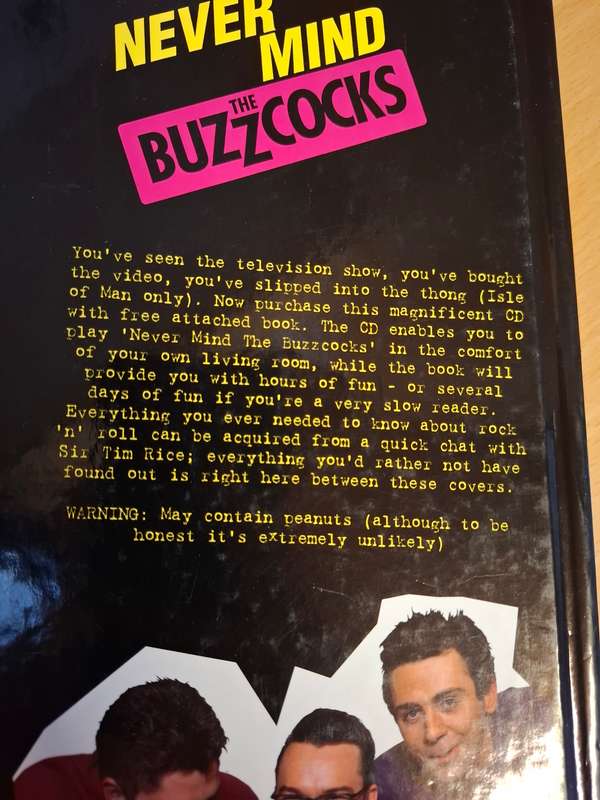 NEVER
MIND
THE
BUZZCOCKS
You've seen the television show, you've bought
the video, you've slipped into the thong (Isle
of Man only). Now purchase this magnificent CD
with free attached book. The CD enables you to
play 'Never Mind The Buzzcocks' in the comfort
of your own living room, while the book will
provide you with hours of fun - or several
days of fun if you're a very slow reader.
Everything you ever needed to know about rock
'n' roll can be acquired from a quick chat with
Sir Tim Rice; everything you'd rather not have
found out is right here between these covers.
WARNING: May contain peanuts (although to be
honest it's extremely unlikely)